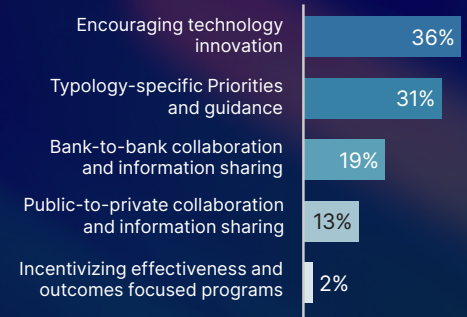 Encouraging technology
innovation
36%
Typology-specific Priorities
and guidance
31%
Bank-to-bank collaboration
and information sharing
19%
Public-to-private collaboration
and information sharing
13%
Incentivizing effectiveness and
outcomes focused programs
2%